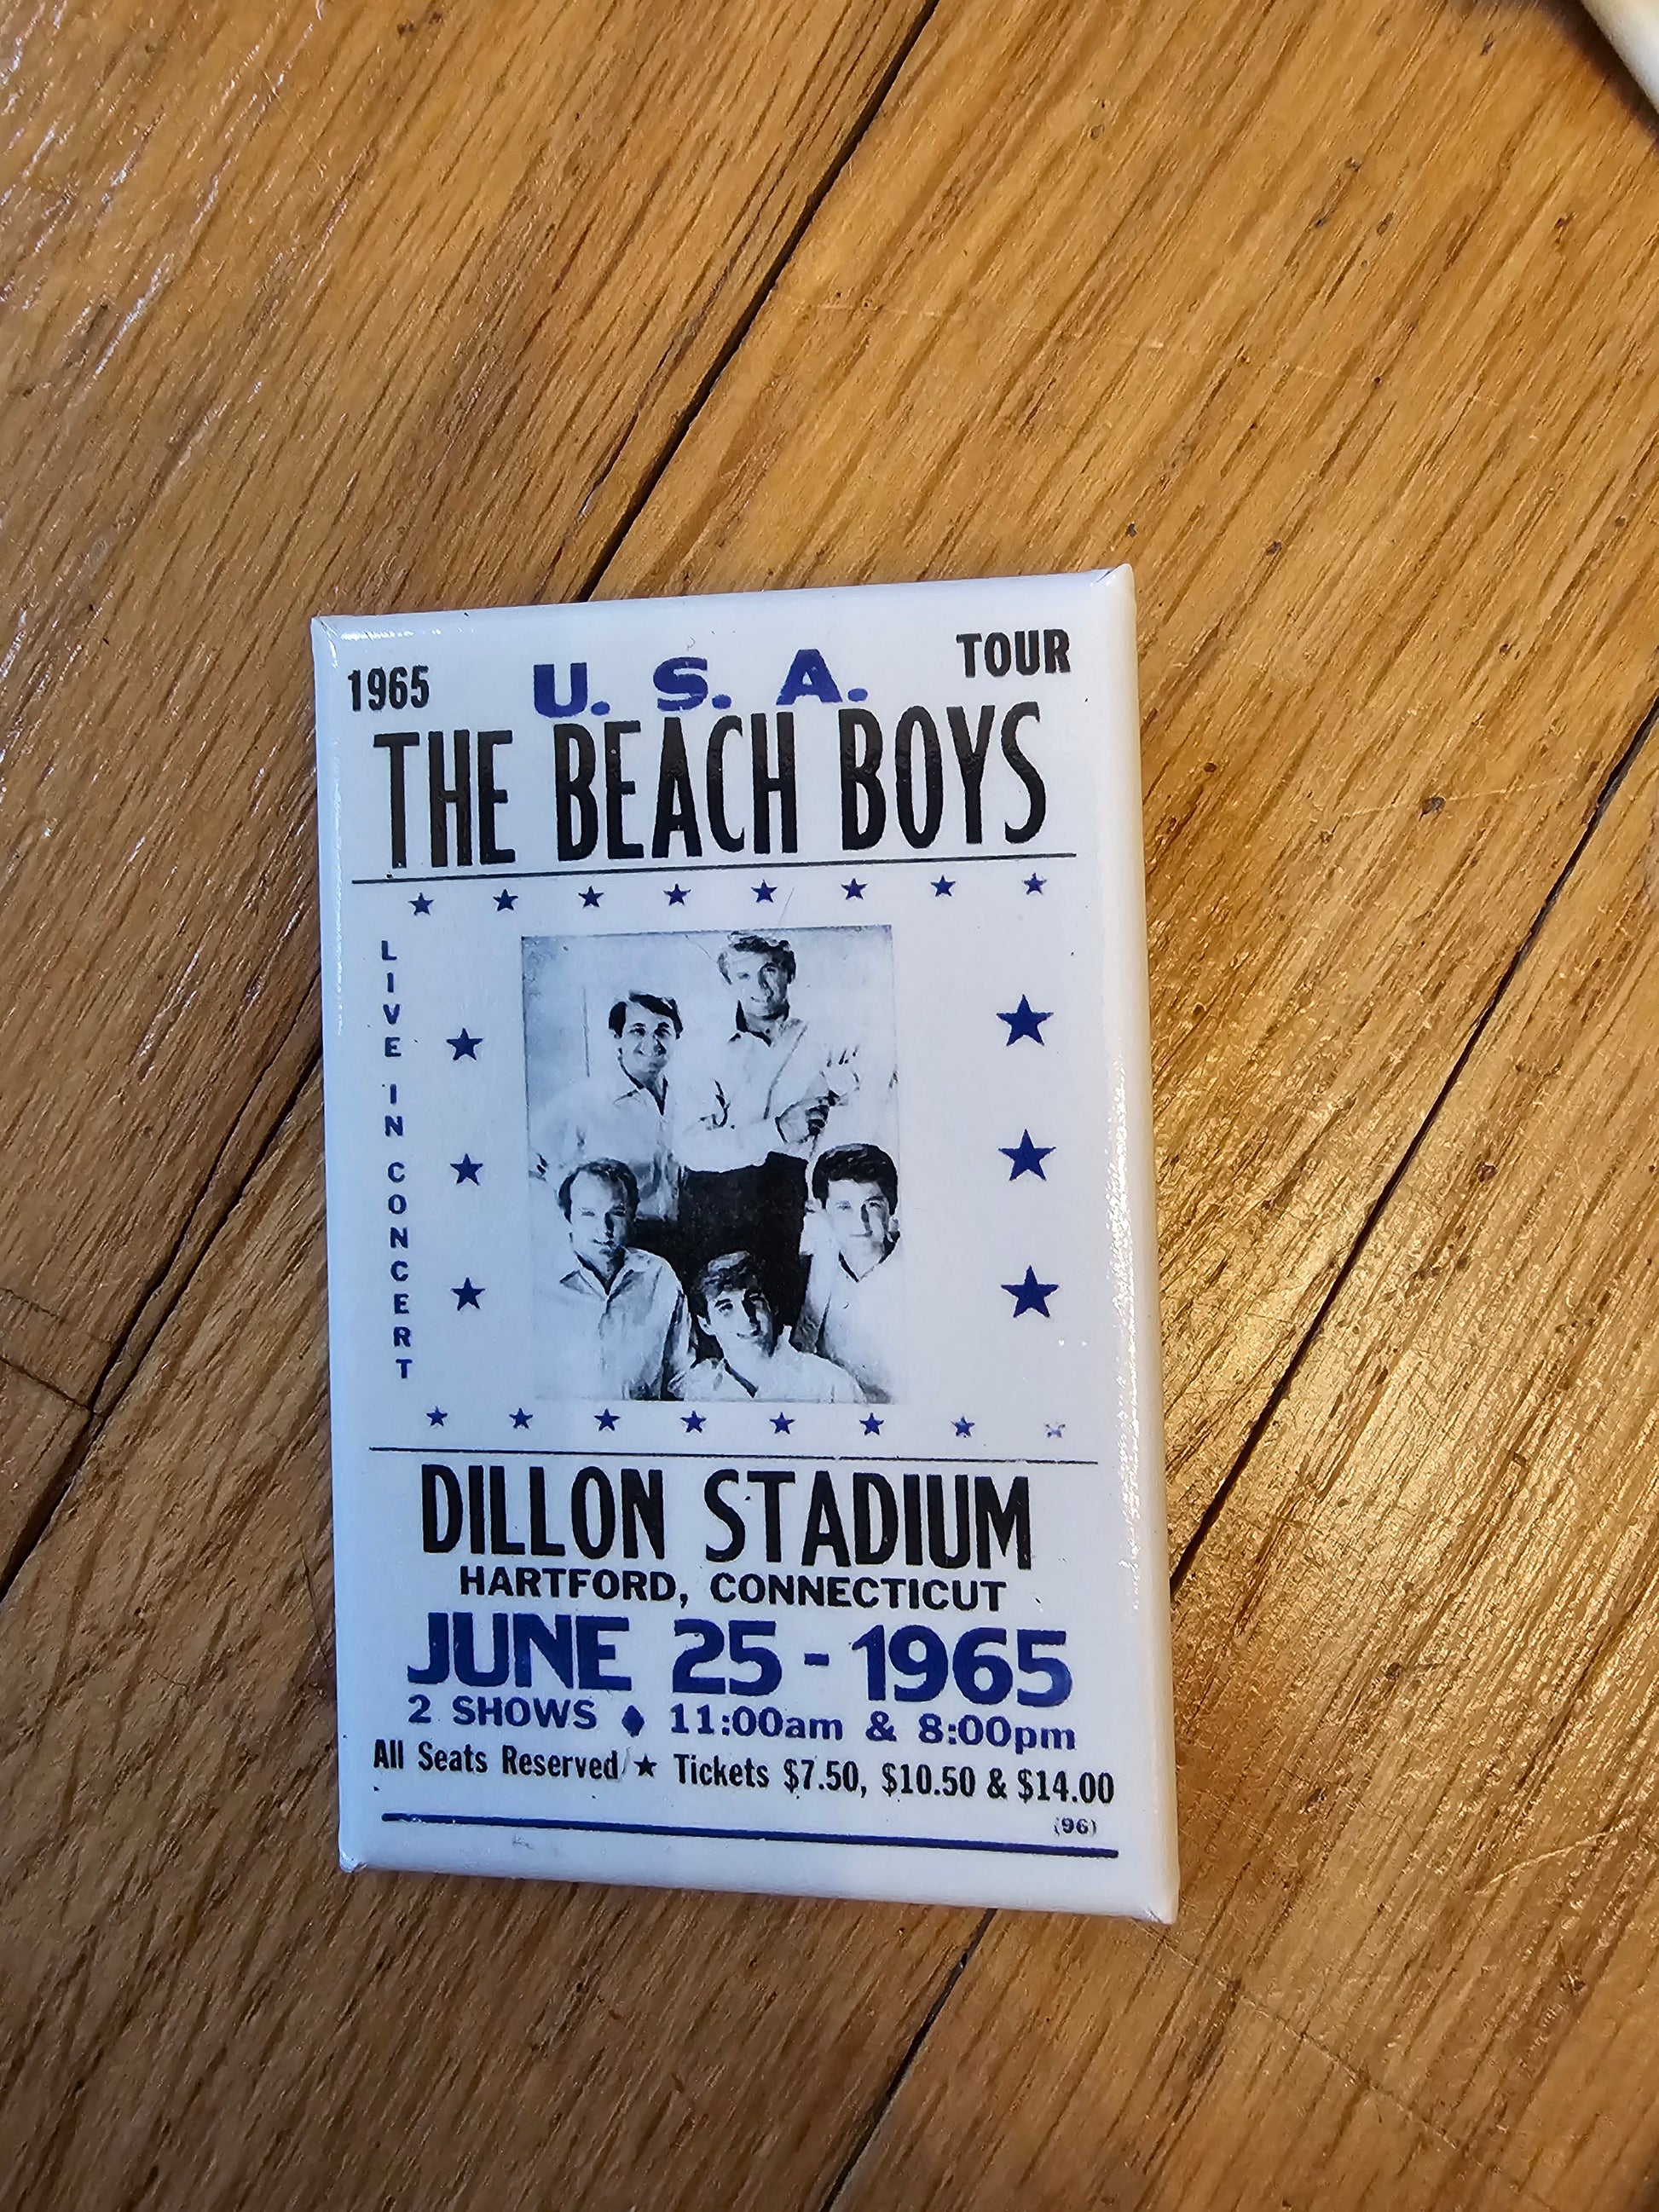 1965 U. S. A. TOUR
THE BEACH BOYS
LIVE IN CONCERT
DILLON STADIUM
HARTFORD, CONNECTICUT
JUNE 25 - 1965
2 SHOWS ♦ 11:00am & 8:00pm
All Seats Reserved ★ Tickets $7.50, $10.50 & $14.00
(96)